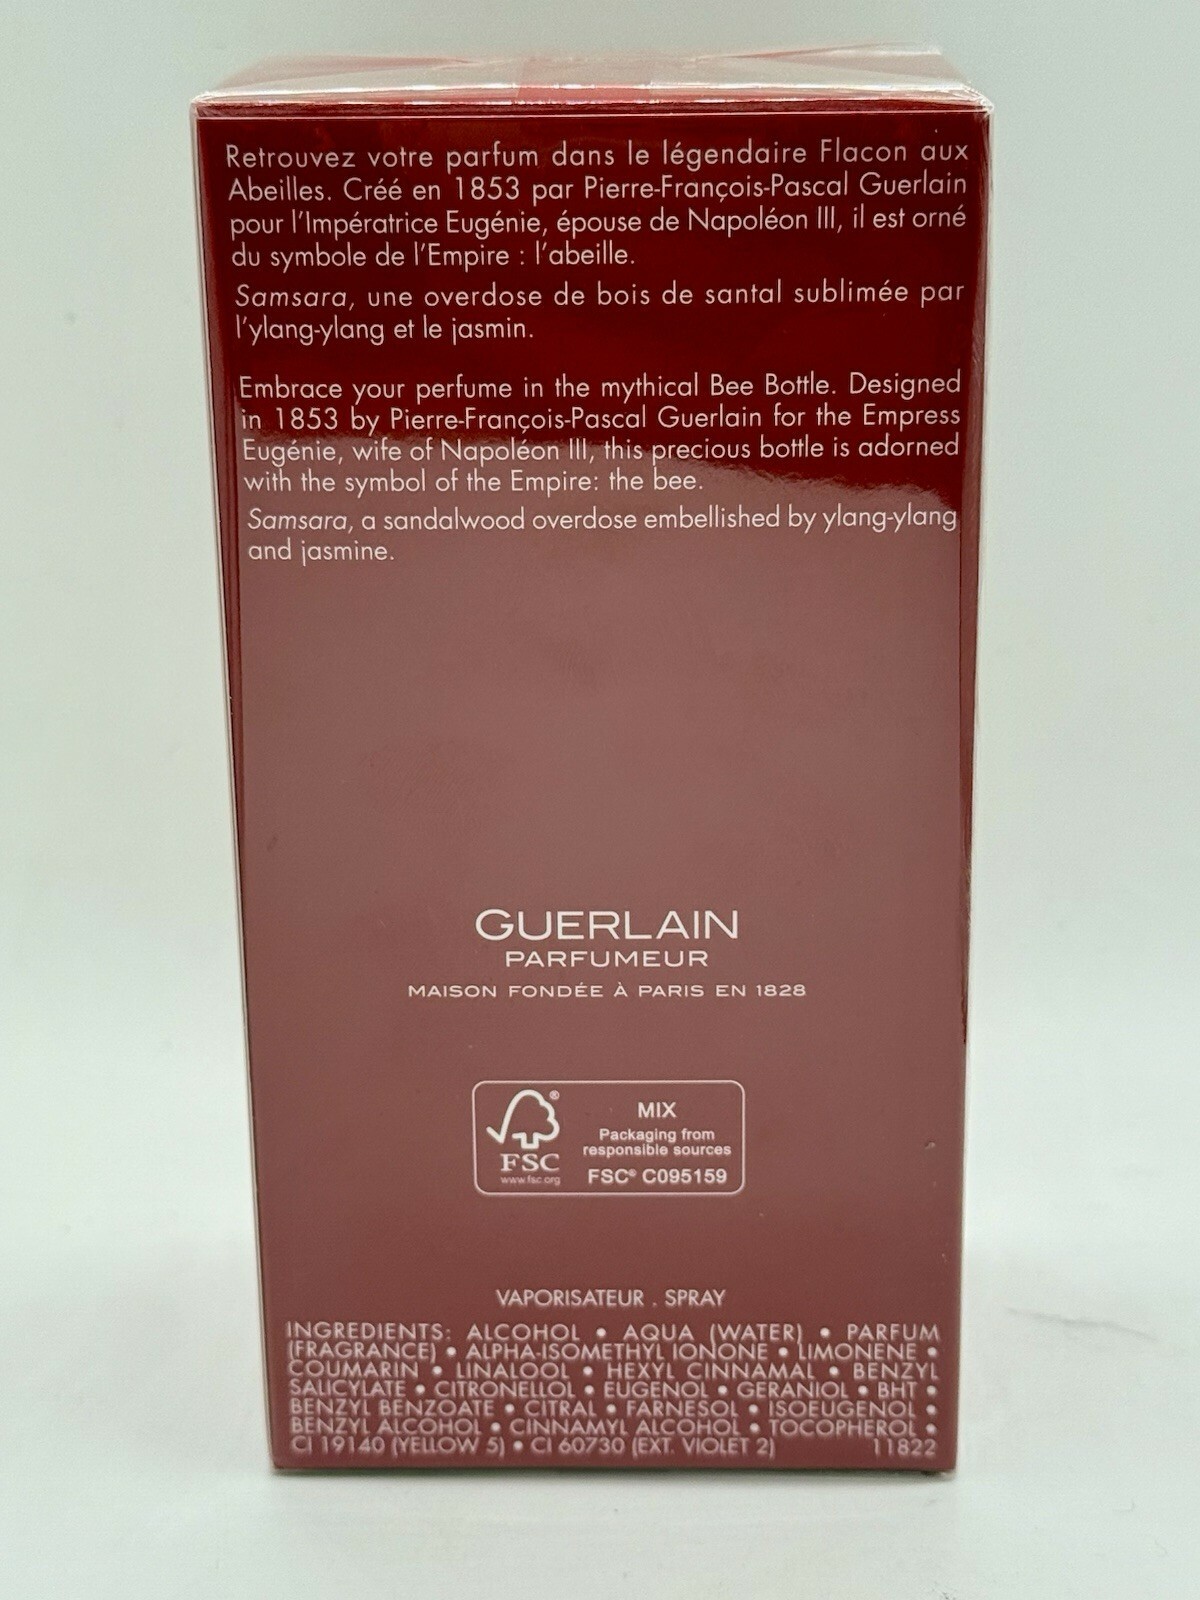 Retrouvez votre parfum dans le légendaire Flacon aux
Abeilles. Créé en 1853 par Pierre-François-Pascal Guerlain
pour l'Impératrice Eugénie, épouse de Napoléon III, il est orné
du symbole de l'Empire : l'abeille.
Samsara, une overdose de bois de santal sublimée par
l'ylang-ylang et le jasmin.
Embrace your perfume in the mythical Bee Bottle. Designed
in 1853 by Pierre-François-Pascal Guerlain for the Empress
Eugénie, wife of Napoléon III, this precious bottle is adorned
with the symbol of the Empire: the bee.
Samsara, a sandalwood overdose embellished by ylang-ylang
and jasmine.
GUERLAIN
PARFUMEUR
MAISON FONDÉE À PARIS EN 1828
®
FSC
www.fsc.org
MIX
Packaging from
responsible sources
FSC® C095159
VAPORISATEUR . SPRAY
INGREDIENTS: ALCOHOL • AQUA (WATER) • PARFUM
(FRAGRANCE) • ALPHA-ISOMETHYL IONONE • LIMONENE •
COUMARIN • LINALOOL • HEXYL CINNAMAL • BENZYL
SALICYLATE • CITRONELLOL • EUGENOL • GERANIOL • BHT •
BENZYL BENZOATE • CITRAL • FARNESOL • ISOEUGENOL •
BENZYL ALCOHOL • CINNAMYL ALCOHOL • TOCOPHEROL •
CI 19140 (YELLOW 5) • CI 60730 (EXT. VIOLET 2) 11822